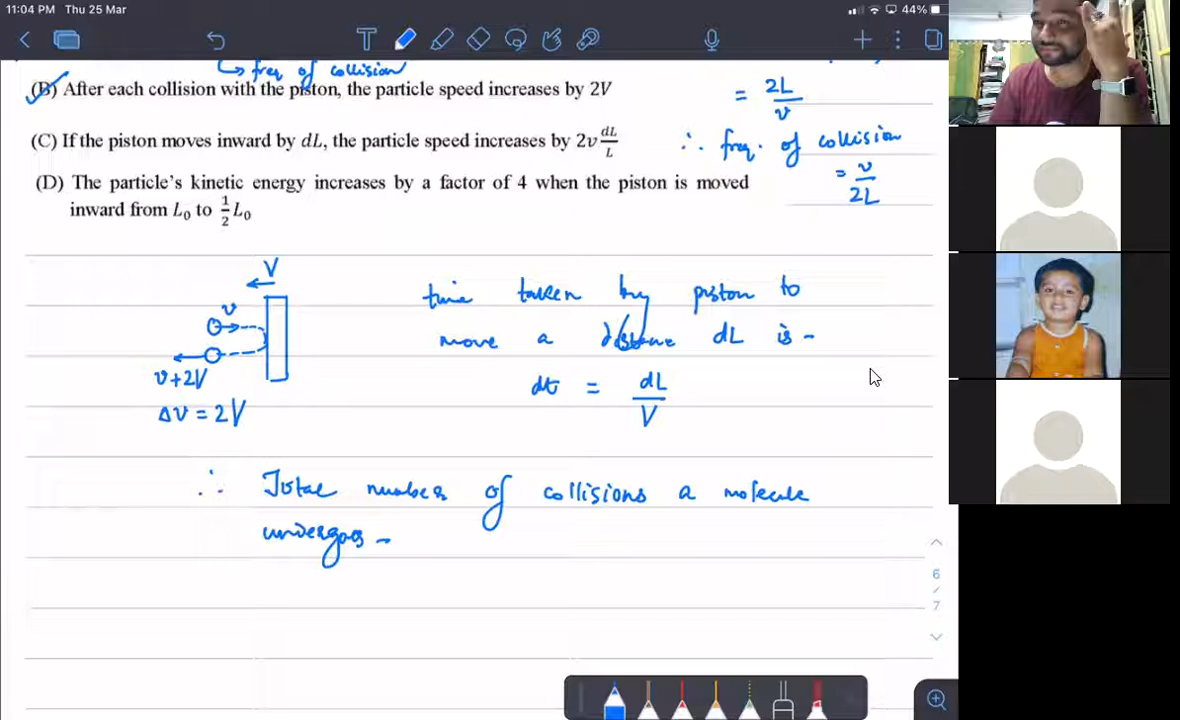 11:04 PM Thu 25 Mar
44%
↳ freq of collision
(B) After each collision with the piston, the particle speed increases by 2V
= 2L/v
(C) If the piston moves inward by dL, the particle speed increases by 2v dL/L
∴ freq. of collision
= v/2L
(D) The particle's kinetic energy increases by a factor of 4 when the piston is moved
inward from L₀ to 1/2 L₀
V
v
v+2V
Δv = 2V
time taken by piston to
move a distance dL is -
dt = dL/V
∴ Total number of collisions a molecule
undergoes -
6
/
7